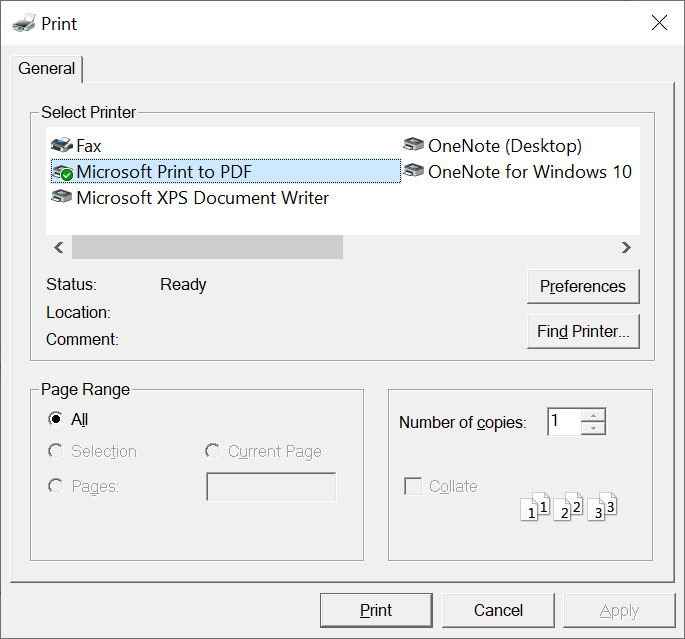 Print
General
Select Printer
Fax
OneNote (Desktop)
Microsoft Print to PDF
OneNote for Windows 10
Microsoft XPS Document Writer
Status: Ready
Location:
Comment:
Preferences
Find Printer...
Page Range
All
Selection
Current Page
Pages:
Number of copies: 1
Collate
1 1 2 2 3 3
Print
Cancel
Apply